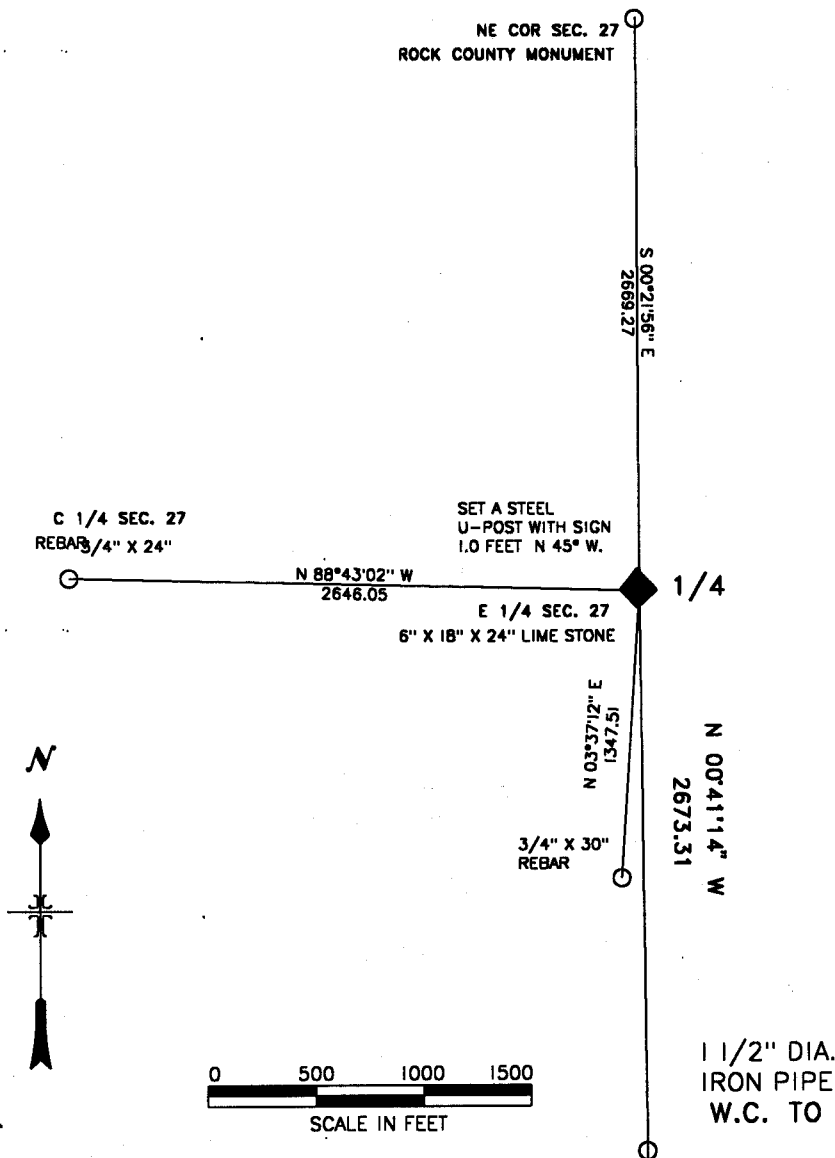 NE COR SEC. 27
ROCK COUNTY MONUMENT
S 00°21'56" E
2669.27
C 1/4 SEC. 27
REBAR 3/4" X 24"
SET A STEEL
U-POST WITH SIGN
1.0 FEET N 45° W.
N 88°43'02" W
2646.05
1/4
E 1/4 SEC. 27
6" X 18" X 24" LIME STONE
N 03°37'12" E
1347.51
N 00°41'14" W
2673.31
N
3/4" X 30"
REBAR
0 500 1000 1500
SCALE IN FEET
1 1/2" DIA.
IRON PIPE
W.C. TO